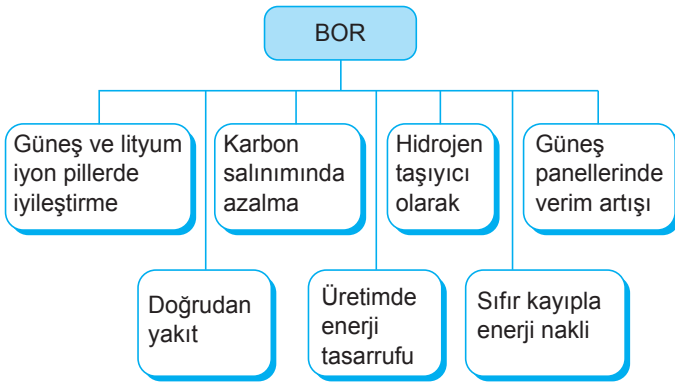 BOR
Güneş ve lityum
iyon pillerde
iyileştirme
Karbon
salınımında
azalma
Hidrojen
taşıyıcı
olarak
Güneş
panellerinde
verim artışı
Doğrudan
yakıt
Üretimde
enerji
tasarrufu
Sıfır kayıpla
enerji nakli